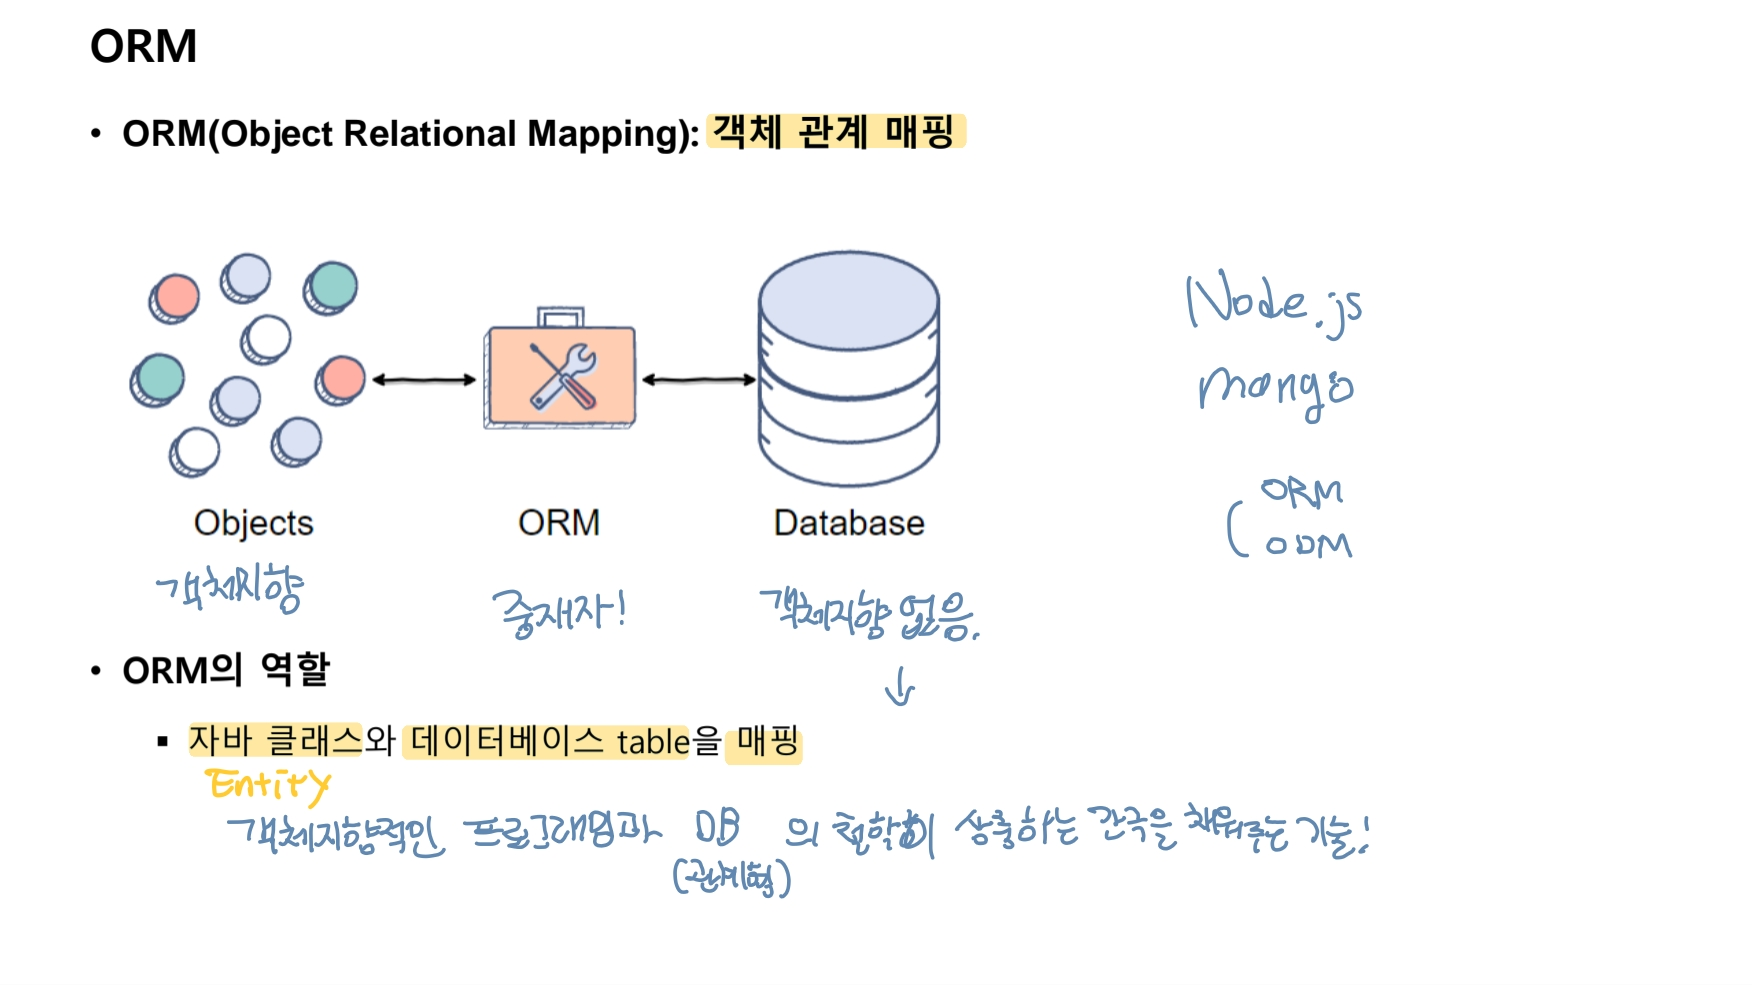 ORM
• ORM(Object Relational Mapping): 객체 관계 매핑
Node.js
mongo
ORM
ODM
Objects
ORM
Database
객체지향
중재자!
객체지향 없음.
↓
• ORM의 역할
▪ 자바 클래스와 데이터베이스 table을 매핑
Entity
객체지향적인 프로그래밍과 DB의 철학이 상충하는 간극을 채워주는 기술!
(관계형)